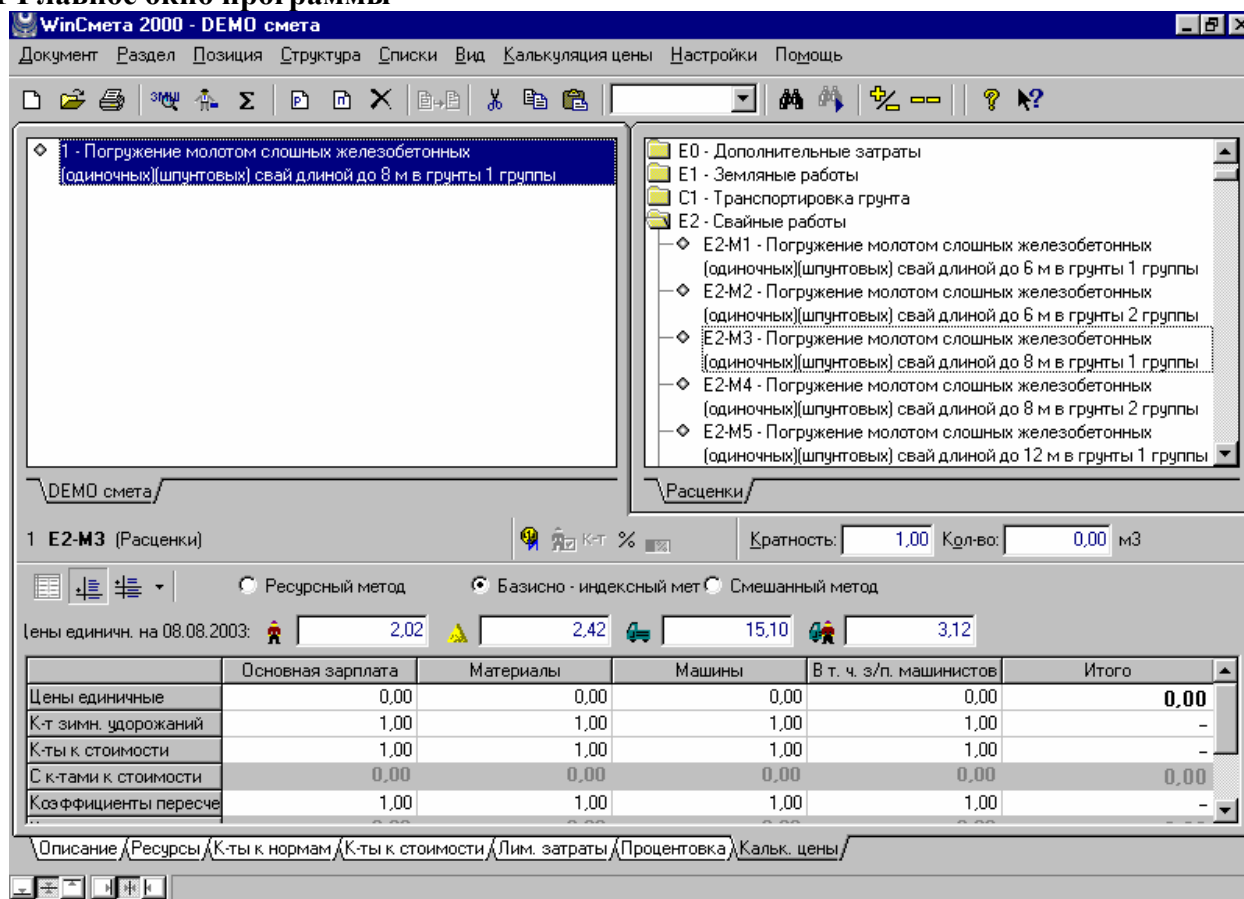 Главное окно программы
WinСмета 2000 - DEMO смета
Документ Раздел Позиция Структура Списки Вид Калькуляция цены Настройки Помощь
1 - Погружение молотом слошных железобетонных
(одиночных)(шпунтовых) свай длиной до 8 м в грунты 1 группы
DEMO смета
E0 - Дополнительные затраты
E1 - Земляные работы
C1 - Транспортировка грунта
E2 - Свайные работы
E2-M1 - Погружение молотом слошных железобетонных
(одиночных)(шпунтовых) свай длиной до 6 м в грунты 1 группы
E2-M2 - Погружение молотом слошных железобетонных
(одиночных)(шпунтовых) свай длиной до 6 м в грунты 2 группы
E2-M3 - Погружение молотом слошных железобетонных
(одиночных)(шпунтовых) свай длиной до 8 м в грунты 1 группы
E2-M4 - Погружение молотом слошных железобетонных
(одиночных)(шпунтовых) свай длиной до 8 м в грунты 2 группы
E2-M5 - Погружение молотом слошных железобетонных
(одиночных)(шпунтовых) свай длиной до 12 м в грунты 1 группы
Расценки
1 E2-M3 (Расценки) К-т % Кратность: 1,00 Кол-во: 0,00 м3
Ресурсный метод Базисно - индексный мет Смешанный метод
Цены единичн. на 08.08.2003: 2,02 2,42 15,10 3,12
Основная зарплата Материалы Машины В т. ч. з/п. машинистов Итого
Цены единичные 0,00 0,00 0,00 0,00 0,00
К-т зимн. удорожаний 1,00 1,00 1,00 1,00 –
К-ты к стоимости 1,00 1,00 1,00 1,00 –
С к-тами к стоимости 0,00 0,00 0,00 0,00 0,00
Коэффициенты пересче 1,00 1,00 1,00 1,00 –
Описание Ресурсы К-ты к нормам К-ты к стоимости Лим. затраты Процентовка Кальк. цены